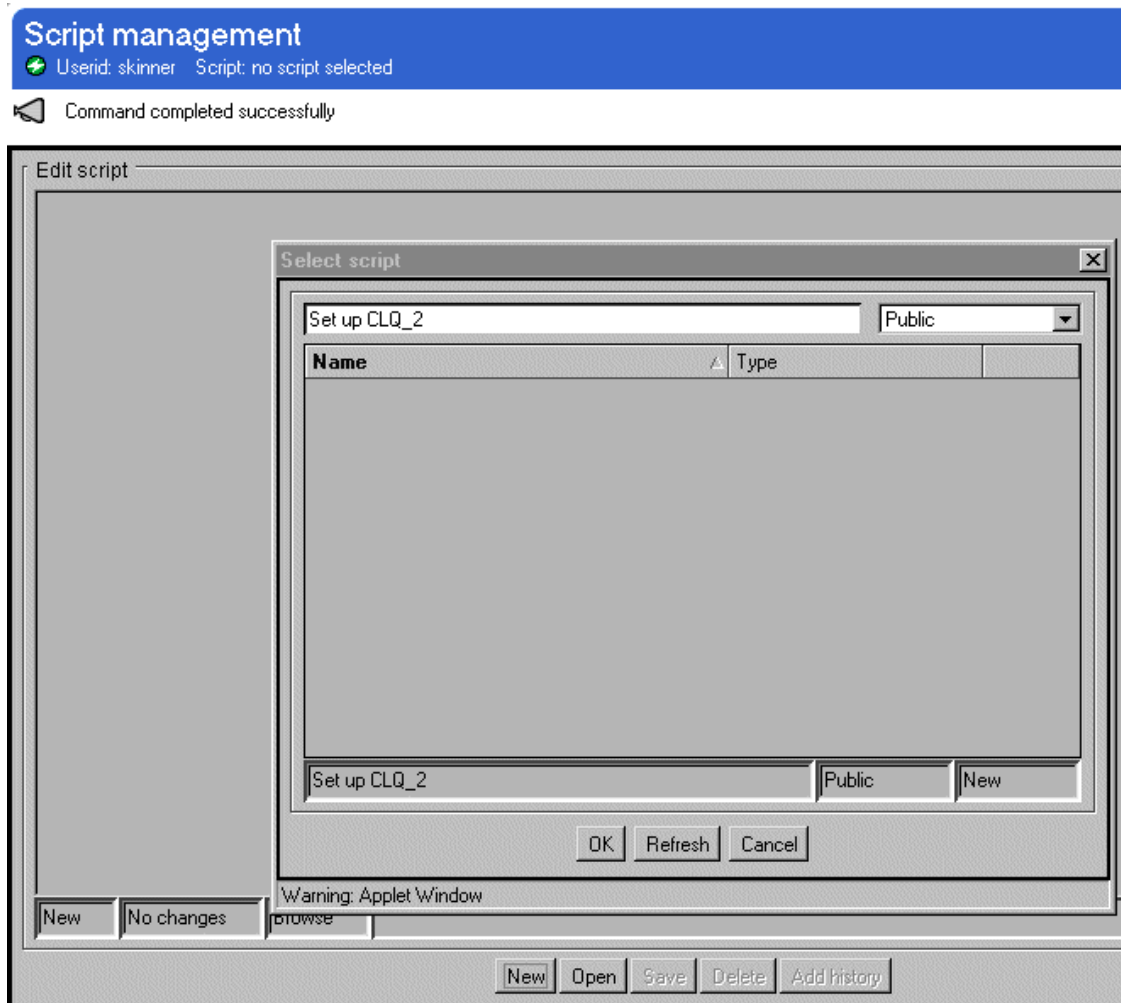 Script management
Userid: skinner Script: no script selected
Command completed successfully
Edit script
Select script
Set up CLQ_2 Public
Name Type
Set up CLQ_2 Public New
OK Refresh Cancel
Warning: Applet Window
New No changes Browse
New Open Save Delete Add history